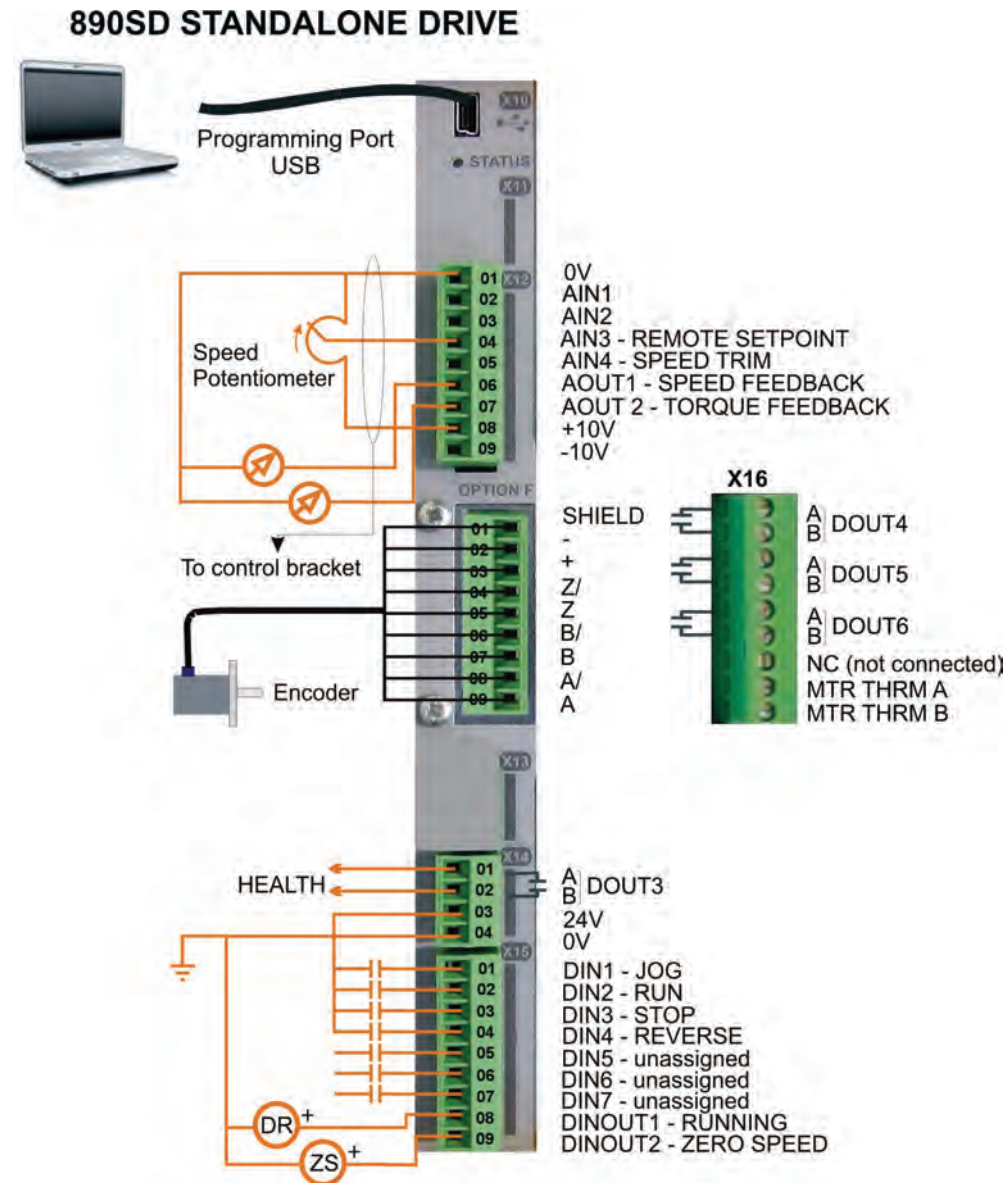 890SD STANDALONE DRIVE
X10
Programming Port
USB
STATUS
X11
X12
01
02
03
04
05
06
07
08
09
0V
AIN1
AIN2
AIN3 - REMOTE SETPOINT
AIN4 - SPEED TRIM
AOUT1 - SPEED FEEDBACK
AOUT 2 - TORQUE FEEDBACK
+10V
-10V
Speed
Potentiometer
To control bracket
OPTION F
01
02
03
04
05
06
07
08
09
SHIELD
-
+
Z/
Z
B/
B
A/
A
Encoder
X16
A
B
DOUT4
A
B
DOUT5
A
B
DOUT6
NC (not connected)
MTR THRM A
MTR THRM B
X13
X14
HEALTH
01
02
03
04
A
B
DOUT3
24V
0V
X15
01
02
03
04
05
06
07
08
09
DIN1 - JOG
DIN2 - RUN
DIN3 - STOP
DIN4 - REVERSE
DIN5 - unassigned
DIN6 - unassigned
DIN7 - unassigned
DINOUT1 - RUNNING
DINOUT2 - ZERO SPEED
DR +
ZS +